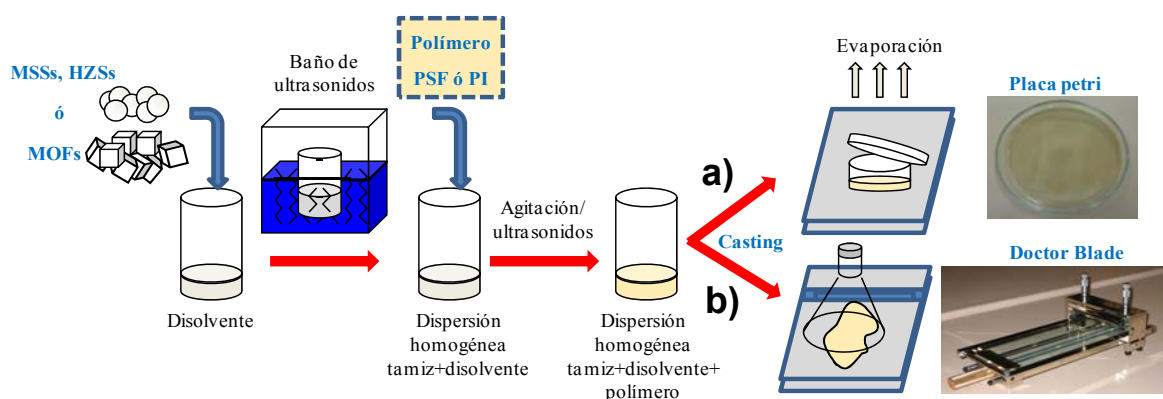 MSSs, HZSs
ó
MOFs
Disolvente
Baño de
ultrasonidos
Polímero
PSF ó PI
Dispersión
homogénea
tamiz+disolvente
Agitación/
ultrasonidos
Dispersión
homogénea
tamiz+disolvente+
polímero
a)
Casting
b)
Evaporación
Placa petri
Doctor Blade